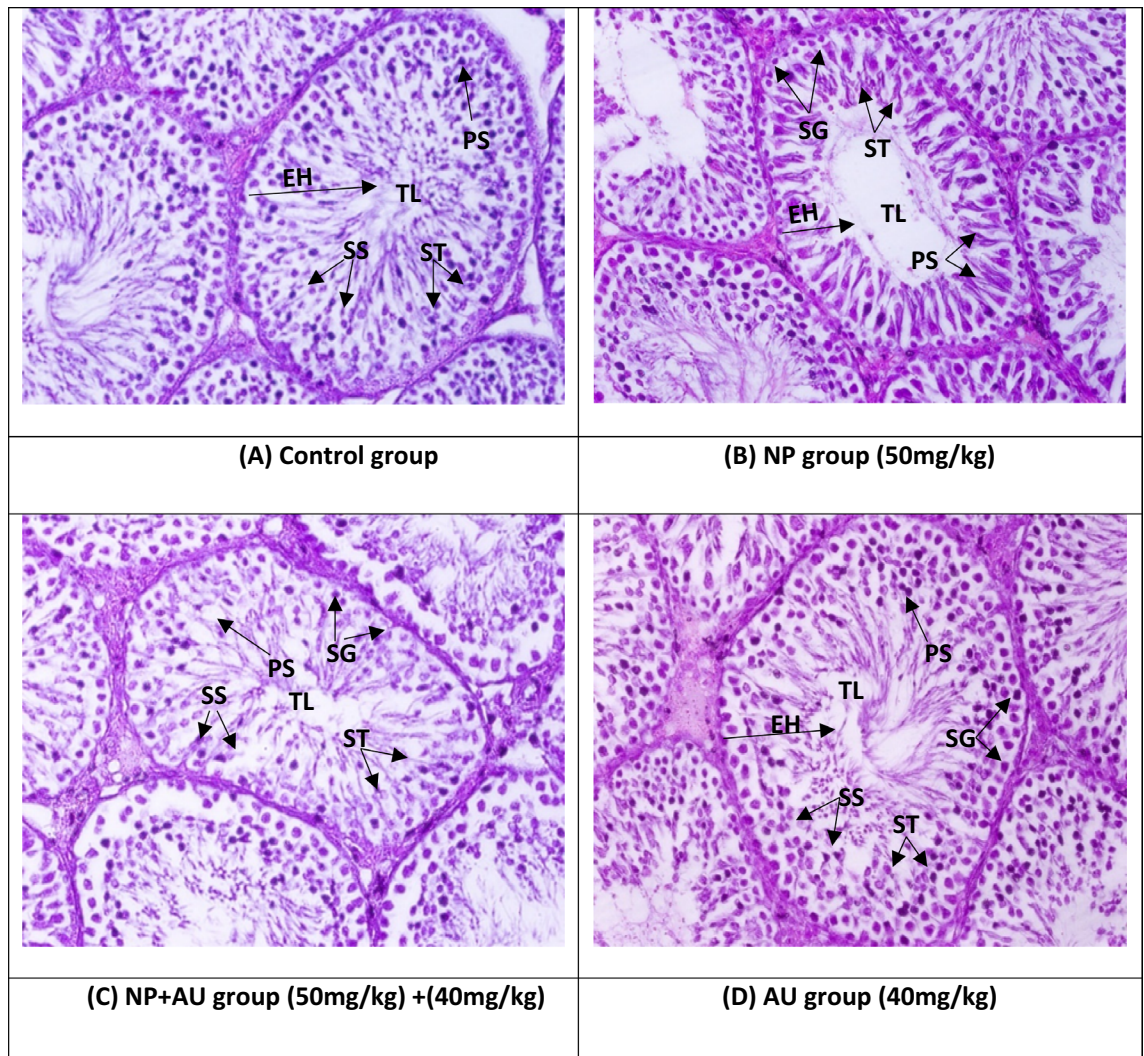 PS
EH
TL
SS
ST
SG
ST
EH
TL
PS
(A) Control group
(B) NP group (50mg/kg)
SG
PS
SS
TL
ST
PS
TL
EH
SG
SS
ST
(C) NP+AU group (50mg/kg) +(40mg/kg)
(D) AU group (40mg/kg)